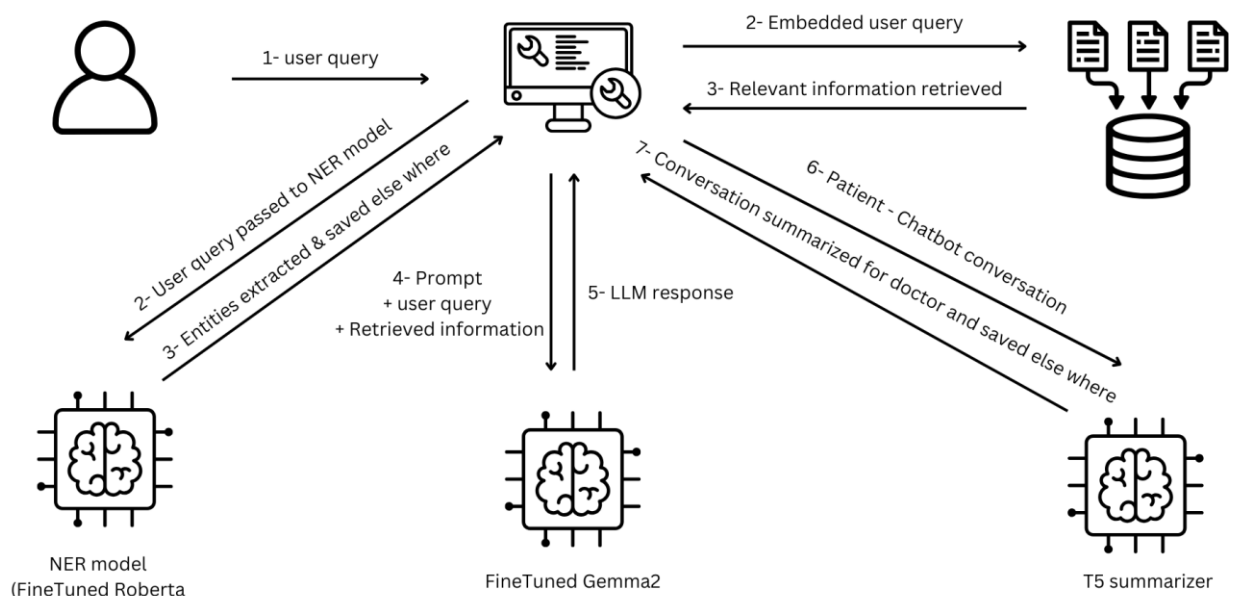 1- user query
2- Embedded user query
3- Relevant information retrieved
2- User query passed to NER model
3- Entities extracted & saved else where
4- Prompt
+ user query
+ Retrieved information
5- LLM response
6- Patient - Chatbot conversation
7- Conversation summarized for doctor and saved else where
NER model
(FineTuned Roberta
FineTuned Gemma2
T5 summarizer